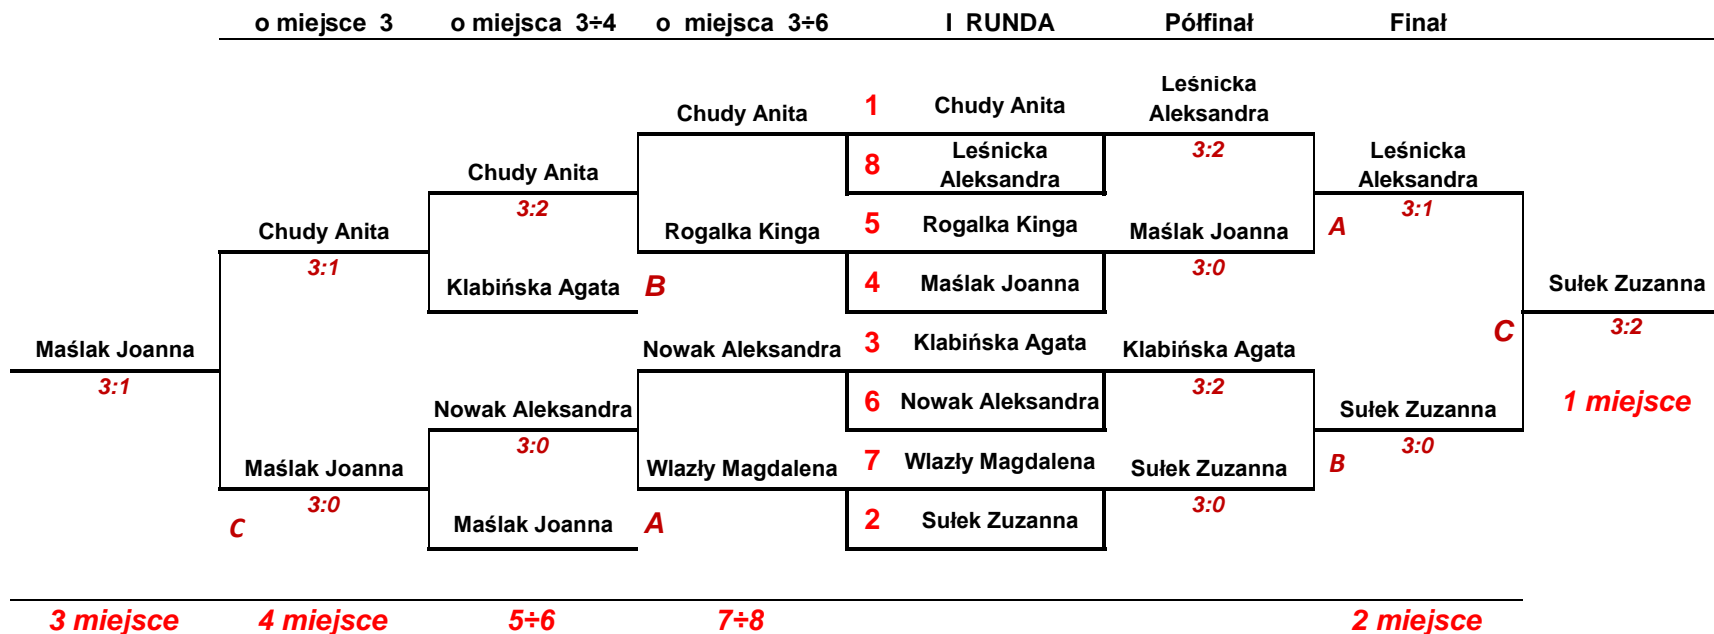 o miejsce 3 o miejsca 3÷4 o miejsca 3÷6 I RUNDA Półfinał Finał
Leśnicka
Chudy Anita 1 Chudy Anita Aleksandra
3:2
Chudy Anita 8 Leśnicka Leśnicka
Aleksandra Aleksandra
3:2 3:1
Chudy Anita Rogalka Kinga 5 Rogalka Kinga Maślak Joanna A
3:1 3:0
Klabińska Agata B 4 Maślak Joanna Sułek Zuzanna
C 3:2
Maślak Joanna Nowak Aleksandra 3 Klabińska Agata Klabińska Agata
3:1 3:2
Nowak Aleksandra 6 Nowak Aleksandra Sułek Zuzanna 1 miejsce
3:0 3:0
Maślak Joanna Wlazły Magdalena 7 Wlazły Magdalena Sułek Zuzanna B
3:0 3:0
C Maślak Joanna A 2 Sułek Zuzanna
3 miejsce 4 miejsce 5÷6 7÷8 2 miejsce